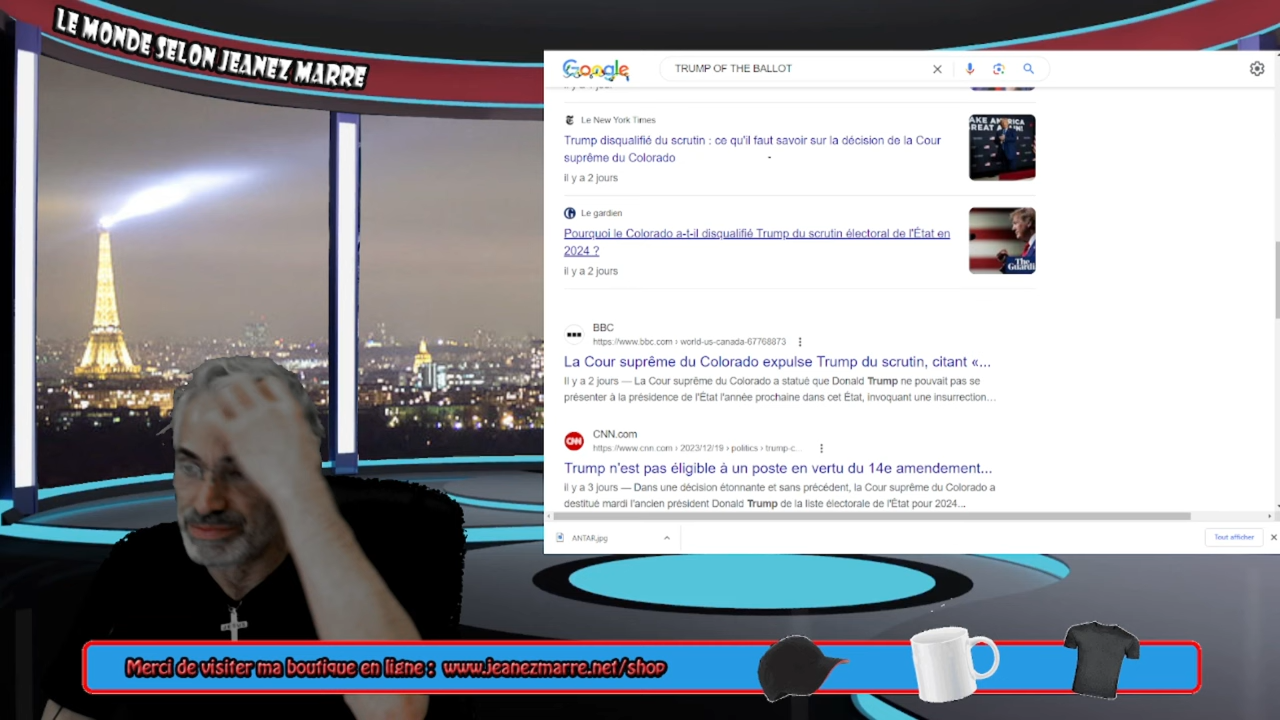 LE MONDE SELON JEANEZ MARRE
Google
TRUMP OF THE BALLOT
Le New York Times
Trump disqualifié du scrutin : ce qu'il faut savoir sur la décision de la Cour
suprême du Colorado
il y a 2 jours
AKE AMERICA
REAT AGAIN!
Le gardien
Pourquoi le Colorado a-t-il disqualifié Trump du scrutin électoral de l'État en
2024 ?
il y a 2 jours
The
Guardi
BBC
https://www.bbc.com › world-us-canada-67768873
La Cour suprême du Colorado expulse Trump du scrutin, citant «...
Il y a 2 jours — La Cour suprême du Colorado a statué que Donald Trump ne pouvait pas se
présenter à la présidence de l'État l'année prochaine dans cet État, invoquant une insurrection...
CNN
CNN.com
https://www.cnn.com › 2023/12/19 › politics › trump-c...
Trump n'est pas éligible à un poste en vertu du 14e amendement...
il y a 3 jours — Dans une décision étonnante et sans précédent, la Cour suprême du Colorado a
destitué mardi l'ancien président Donald Trump de la liste électorale de l'État pour 2024...
ANTAR.jpg
Tout afficher
Merci de visiter ma boutique en ligne : www.jeanezmarre.net/shop